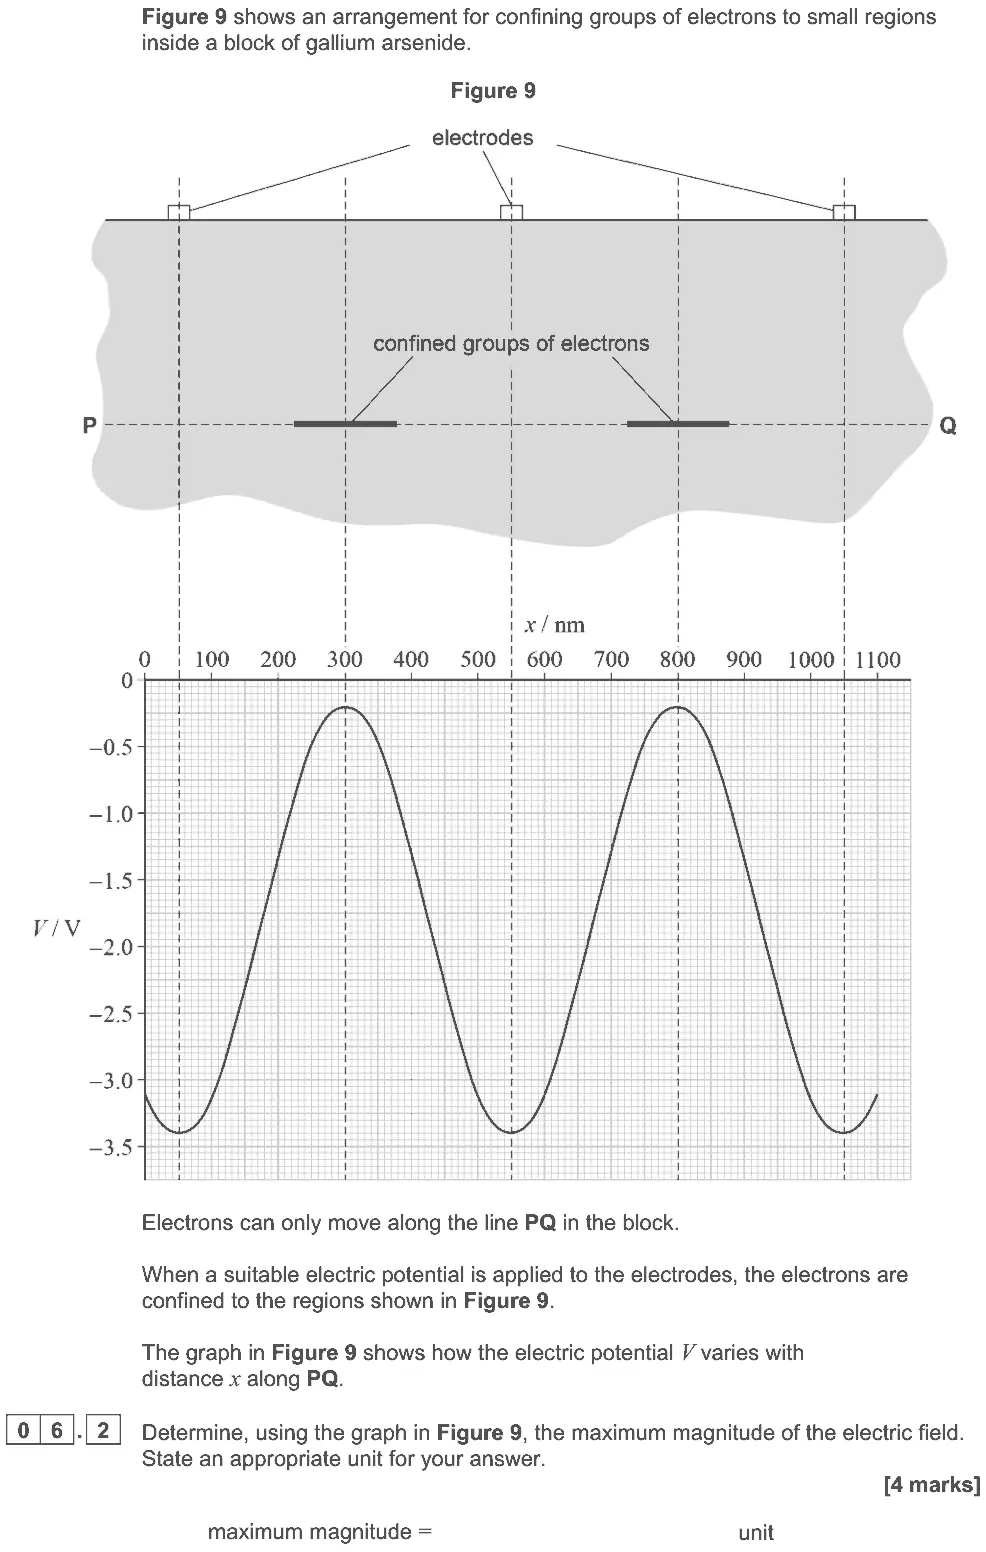 Figure 9 shows an arrangement for confining groups of electrons to small regions
inside a block of gallium arsenide.
Figure 9
electrodes
confined groups of electrons
P
Q
x / nm
0 100 200 300 400 500 600 700 800 900 1000 1100
0
−0.5
−1.0
−1.5
V / V
−2.0
−2.5
−3.0
−3.5
Electrons can only move along the line PQ in the block.
When a suitable electric potential is applied to the electrodes, the electrons are
confined to the regions shown in Figure 9.
The graph in Figure 9 shows how the electric potential V varies with
distance x along PQ.
0 6 . 2 Determine, using the graph in Figure 9, the maximum magnitude of the electric field.
State an appropriate unit for your answer.
[4 marks]
maximum magnitude = unit